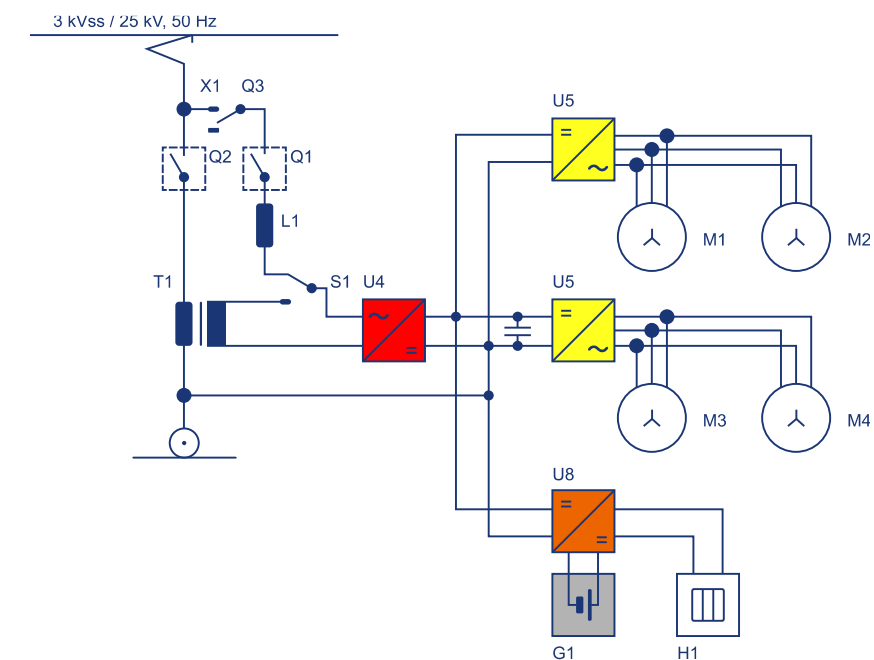 3 kVss / 25 kV, 50 Hz
X1 Q3
U5
Q2 Q1
L1
M1 M2
T1 S1 U4 U5
M3 M4
U8
G1 H1